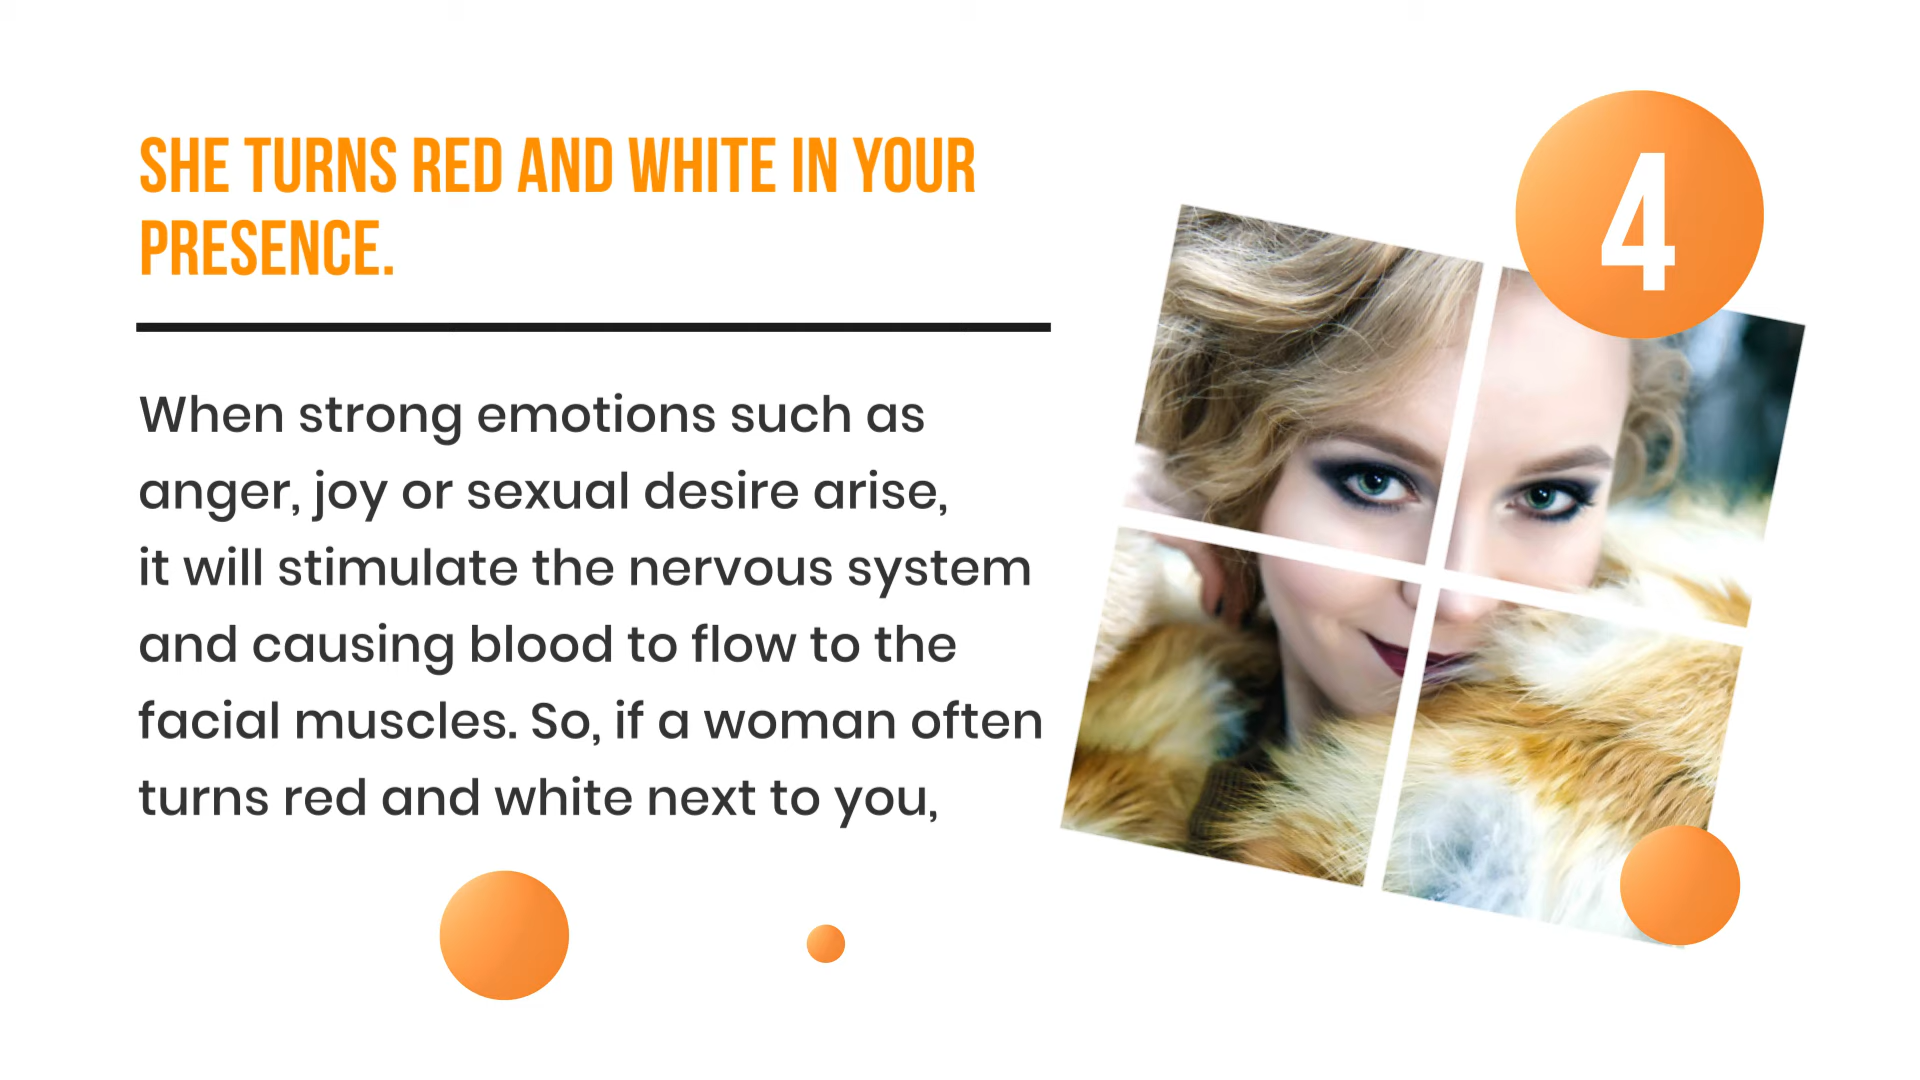 SHE TURNS RED AND WHITE IN YOUR
PRESENCE.
4
When strong emotions such as
anger, joy or sexual desire arise,
it will stimulate the nervous system
and causing blood to flow to the
facial muscles. So, if a woman often
turns red and white next to you,